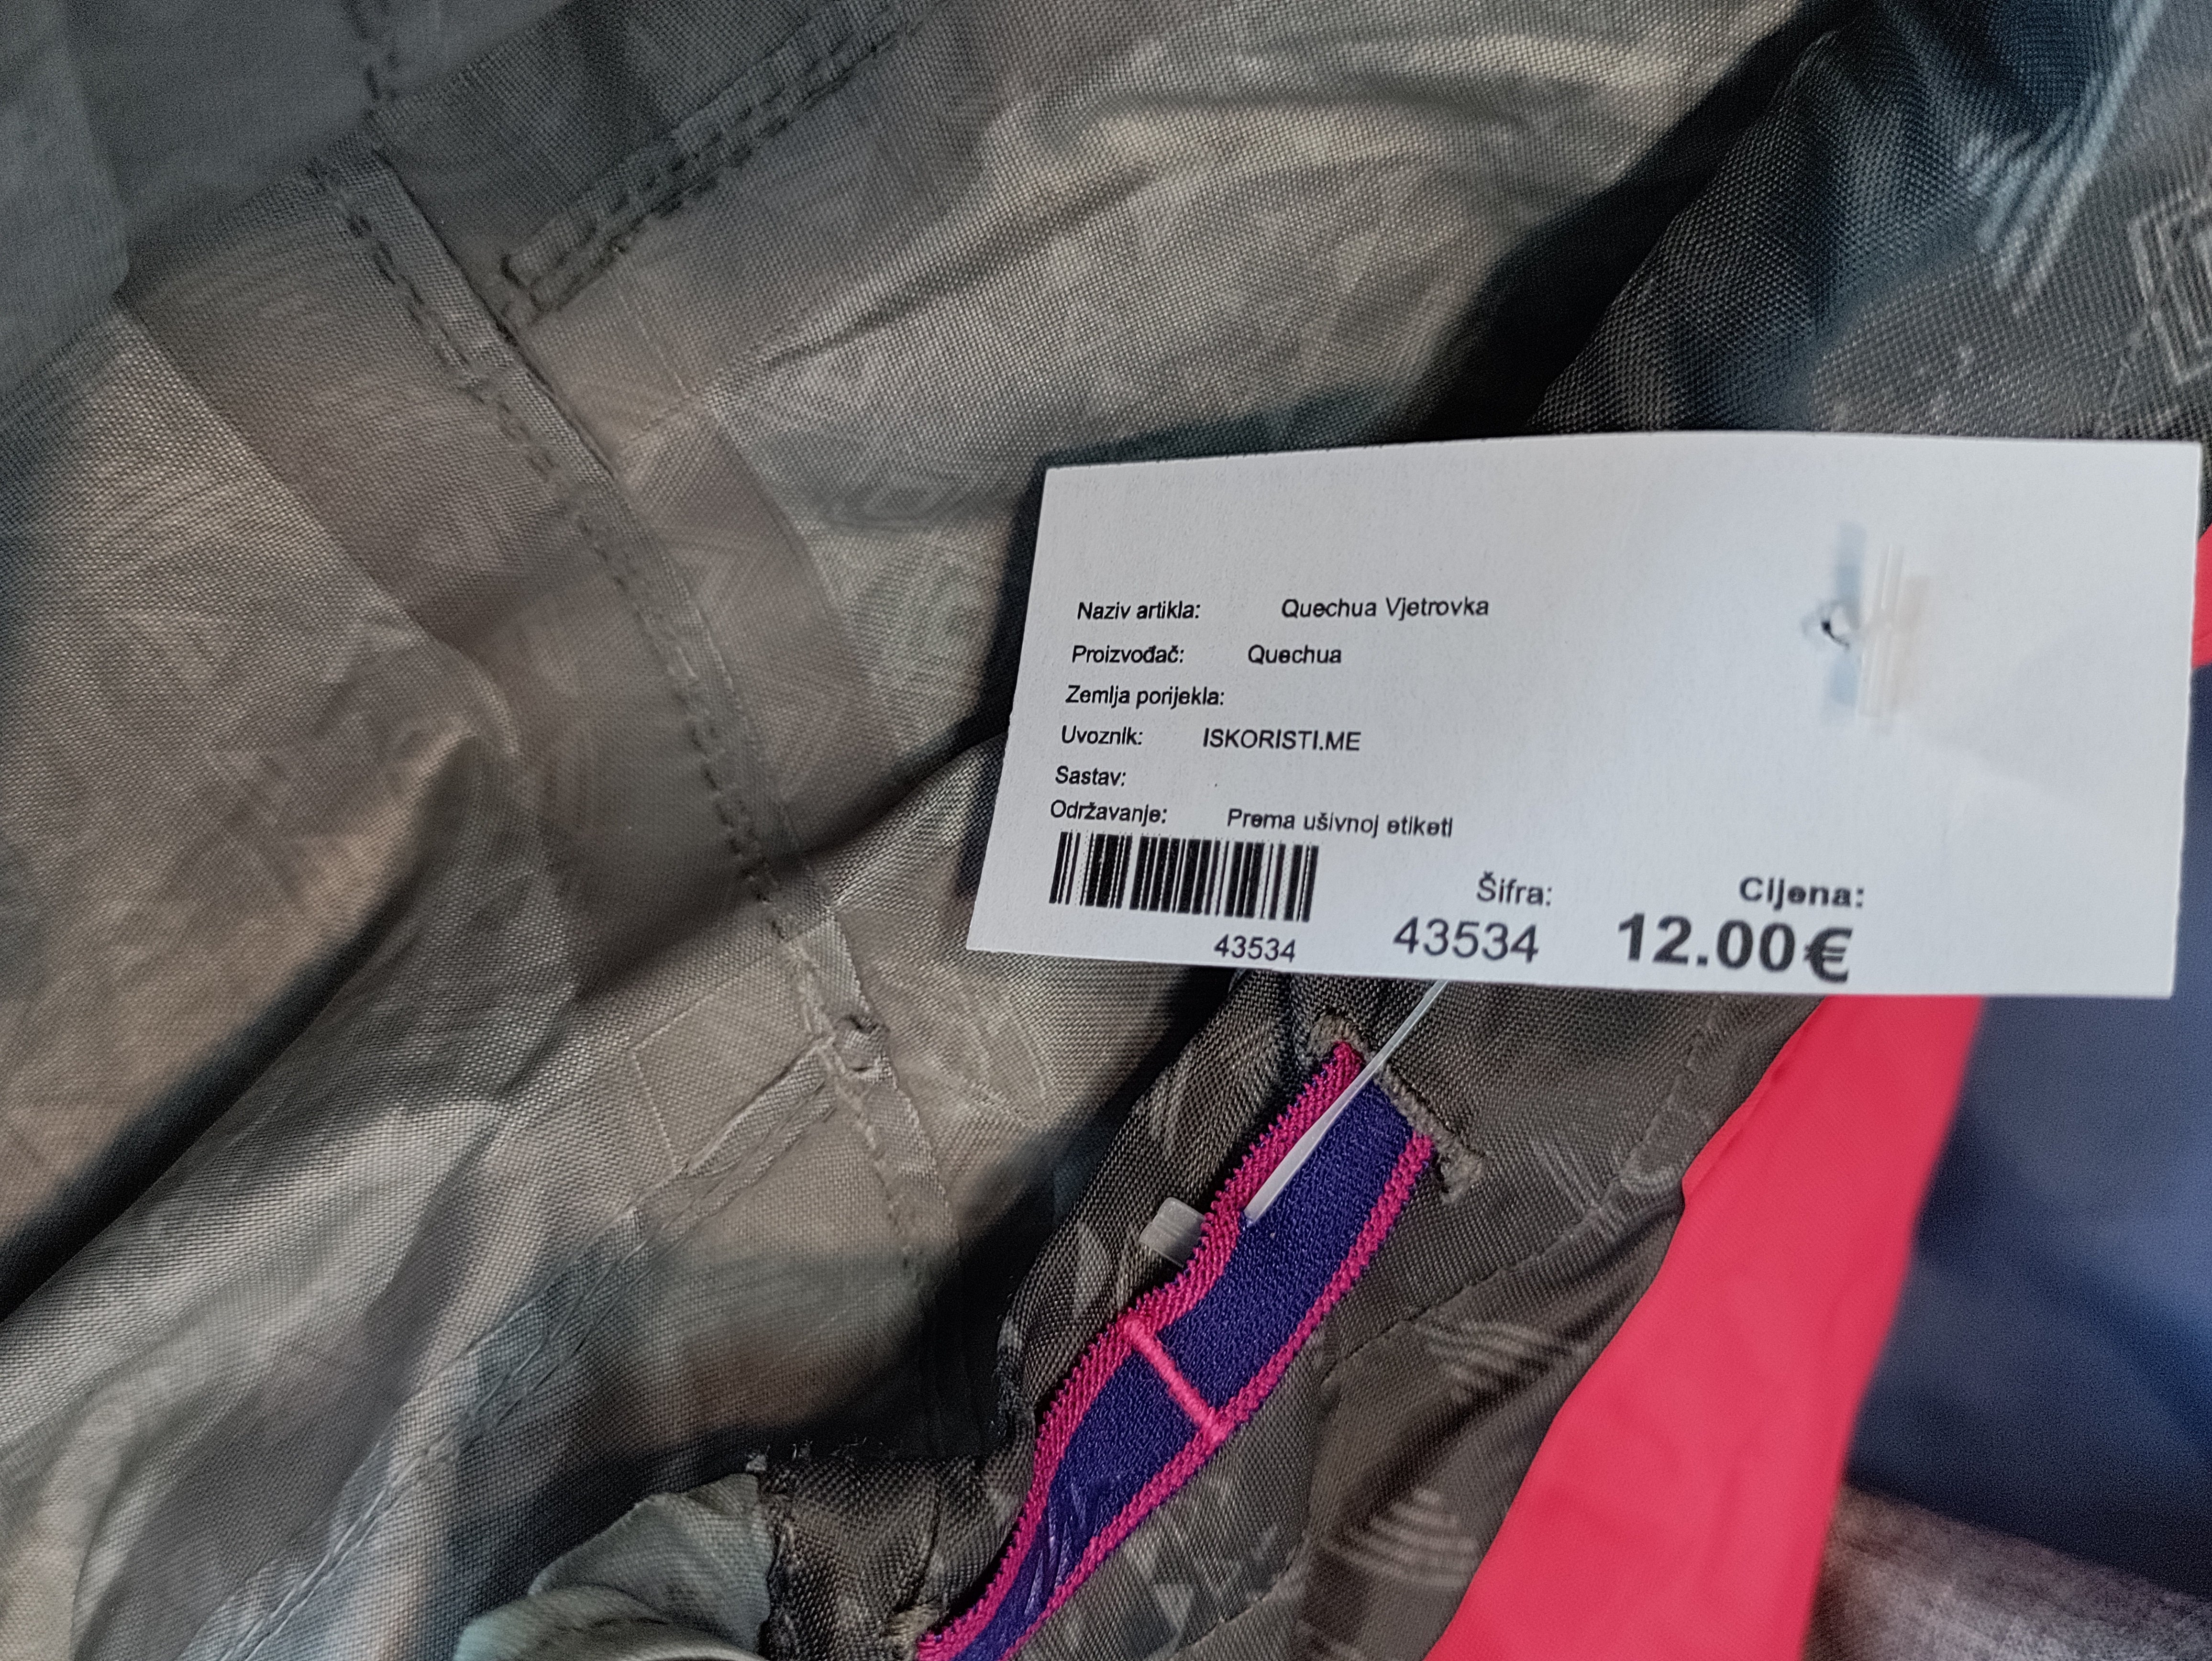 Naziv artikla: Quechua Vjetrovka
Proizvođač: Quechua
Zemlja porijekla:
Uvoznik: ISKORISTI.ME
Sastav:
Održavanje: Prema ušivnoj etiketi
43534
Šifra:
43534
Cijena:
12.00€